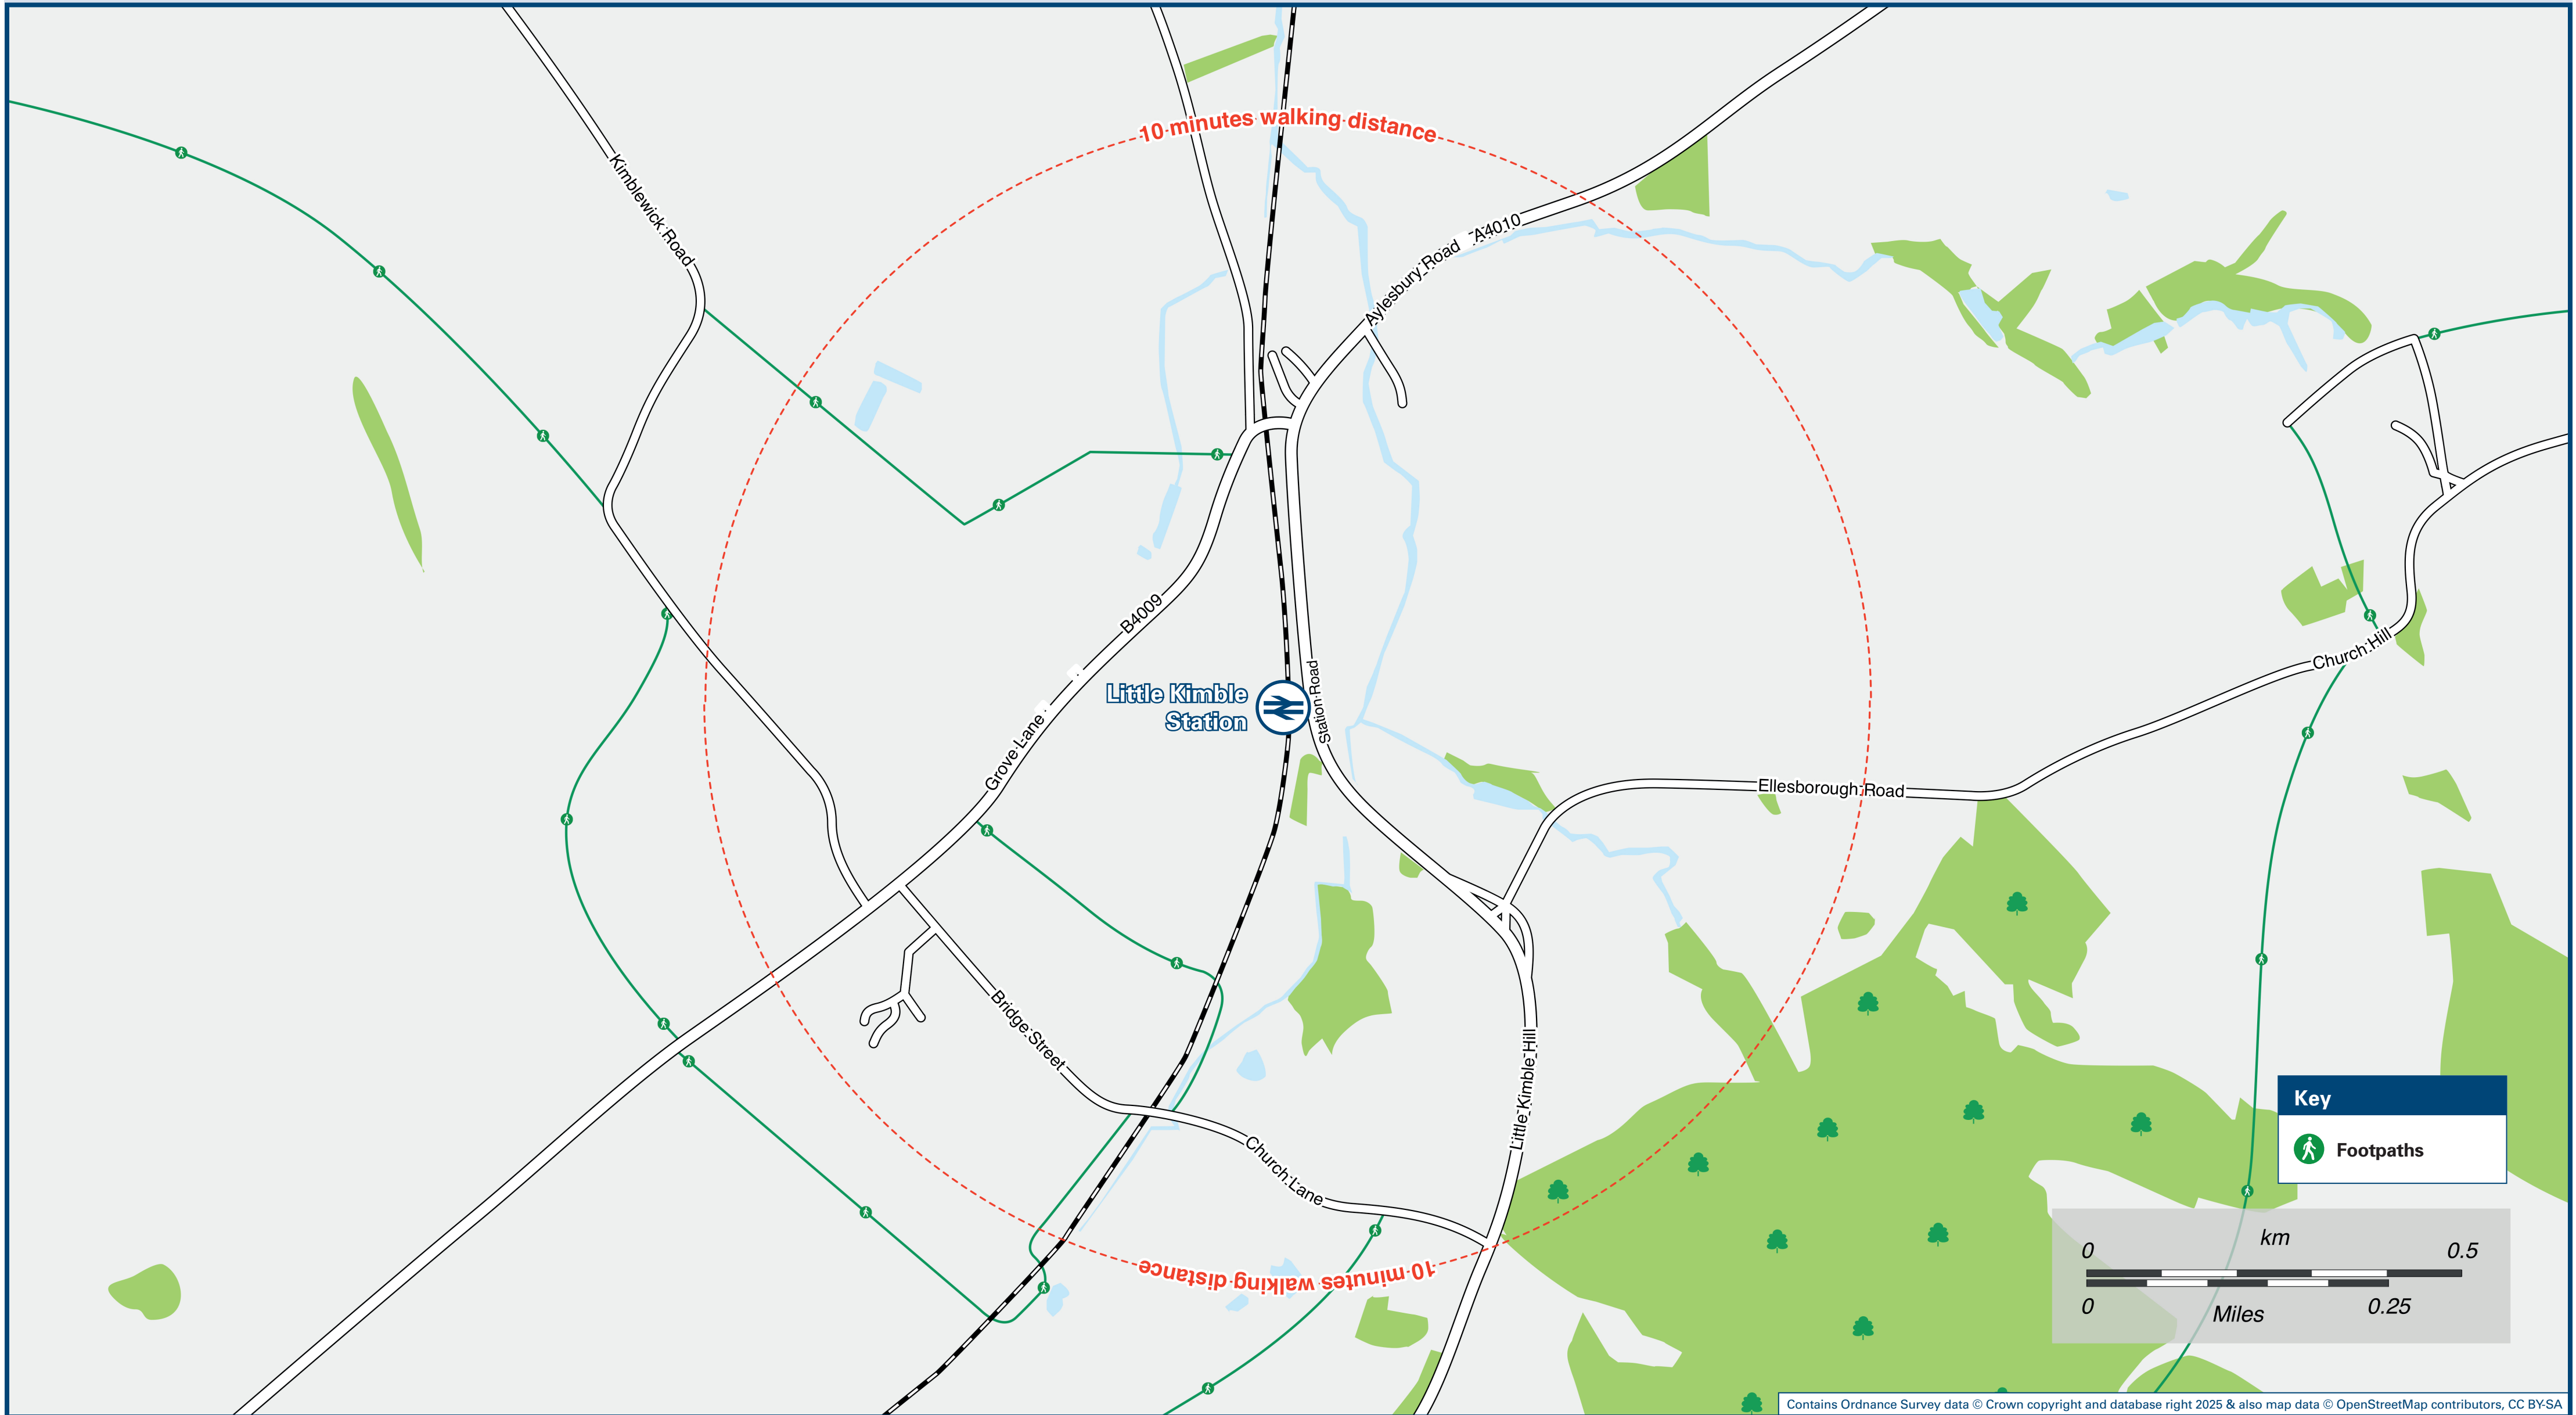 10 minutes walking distance
Kimblewick Road
Aylesbury Road A4010
B4009
Little Kimble
Station
Station Road
Grove Lane
Church Hill
Ellesborough Road
Bridge Street
Little Kimble Hill
Church Lane
10 minutes walking distance
Key
Footpaths
km
0 0.5
0 0.25
Miles
Contains Ordnance Survey data © Crown copyright and database right 2025 & also map data © OpenStreetMap contributors, CC BY-SA